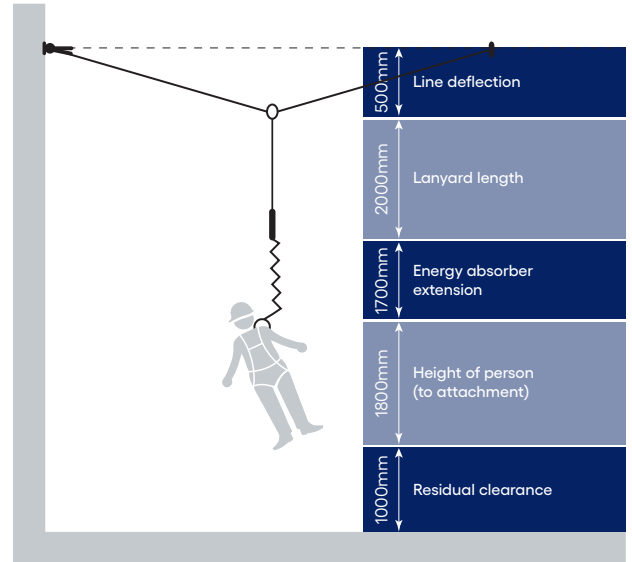 500mm
Line deflection
2000mm
Lanyard length
1700mm
Energy absorber
extension
1800mm
Height of person
(to attachment)
1000mm
Residual clearance